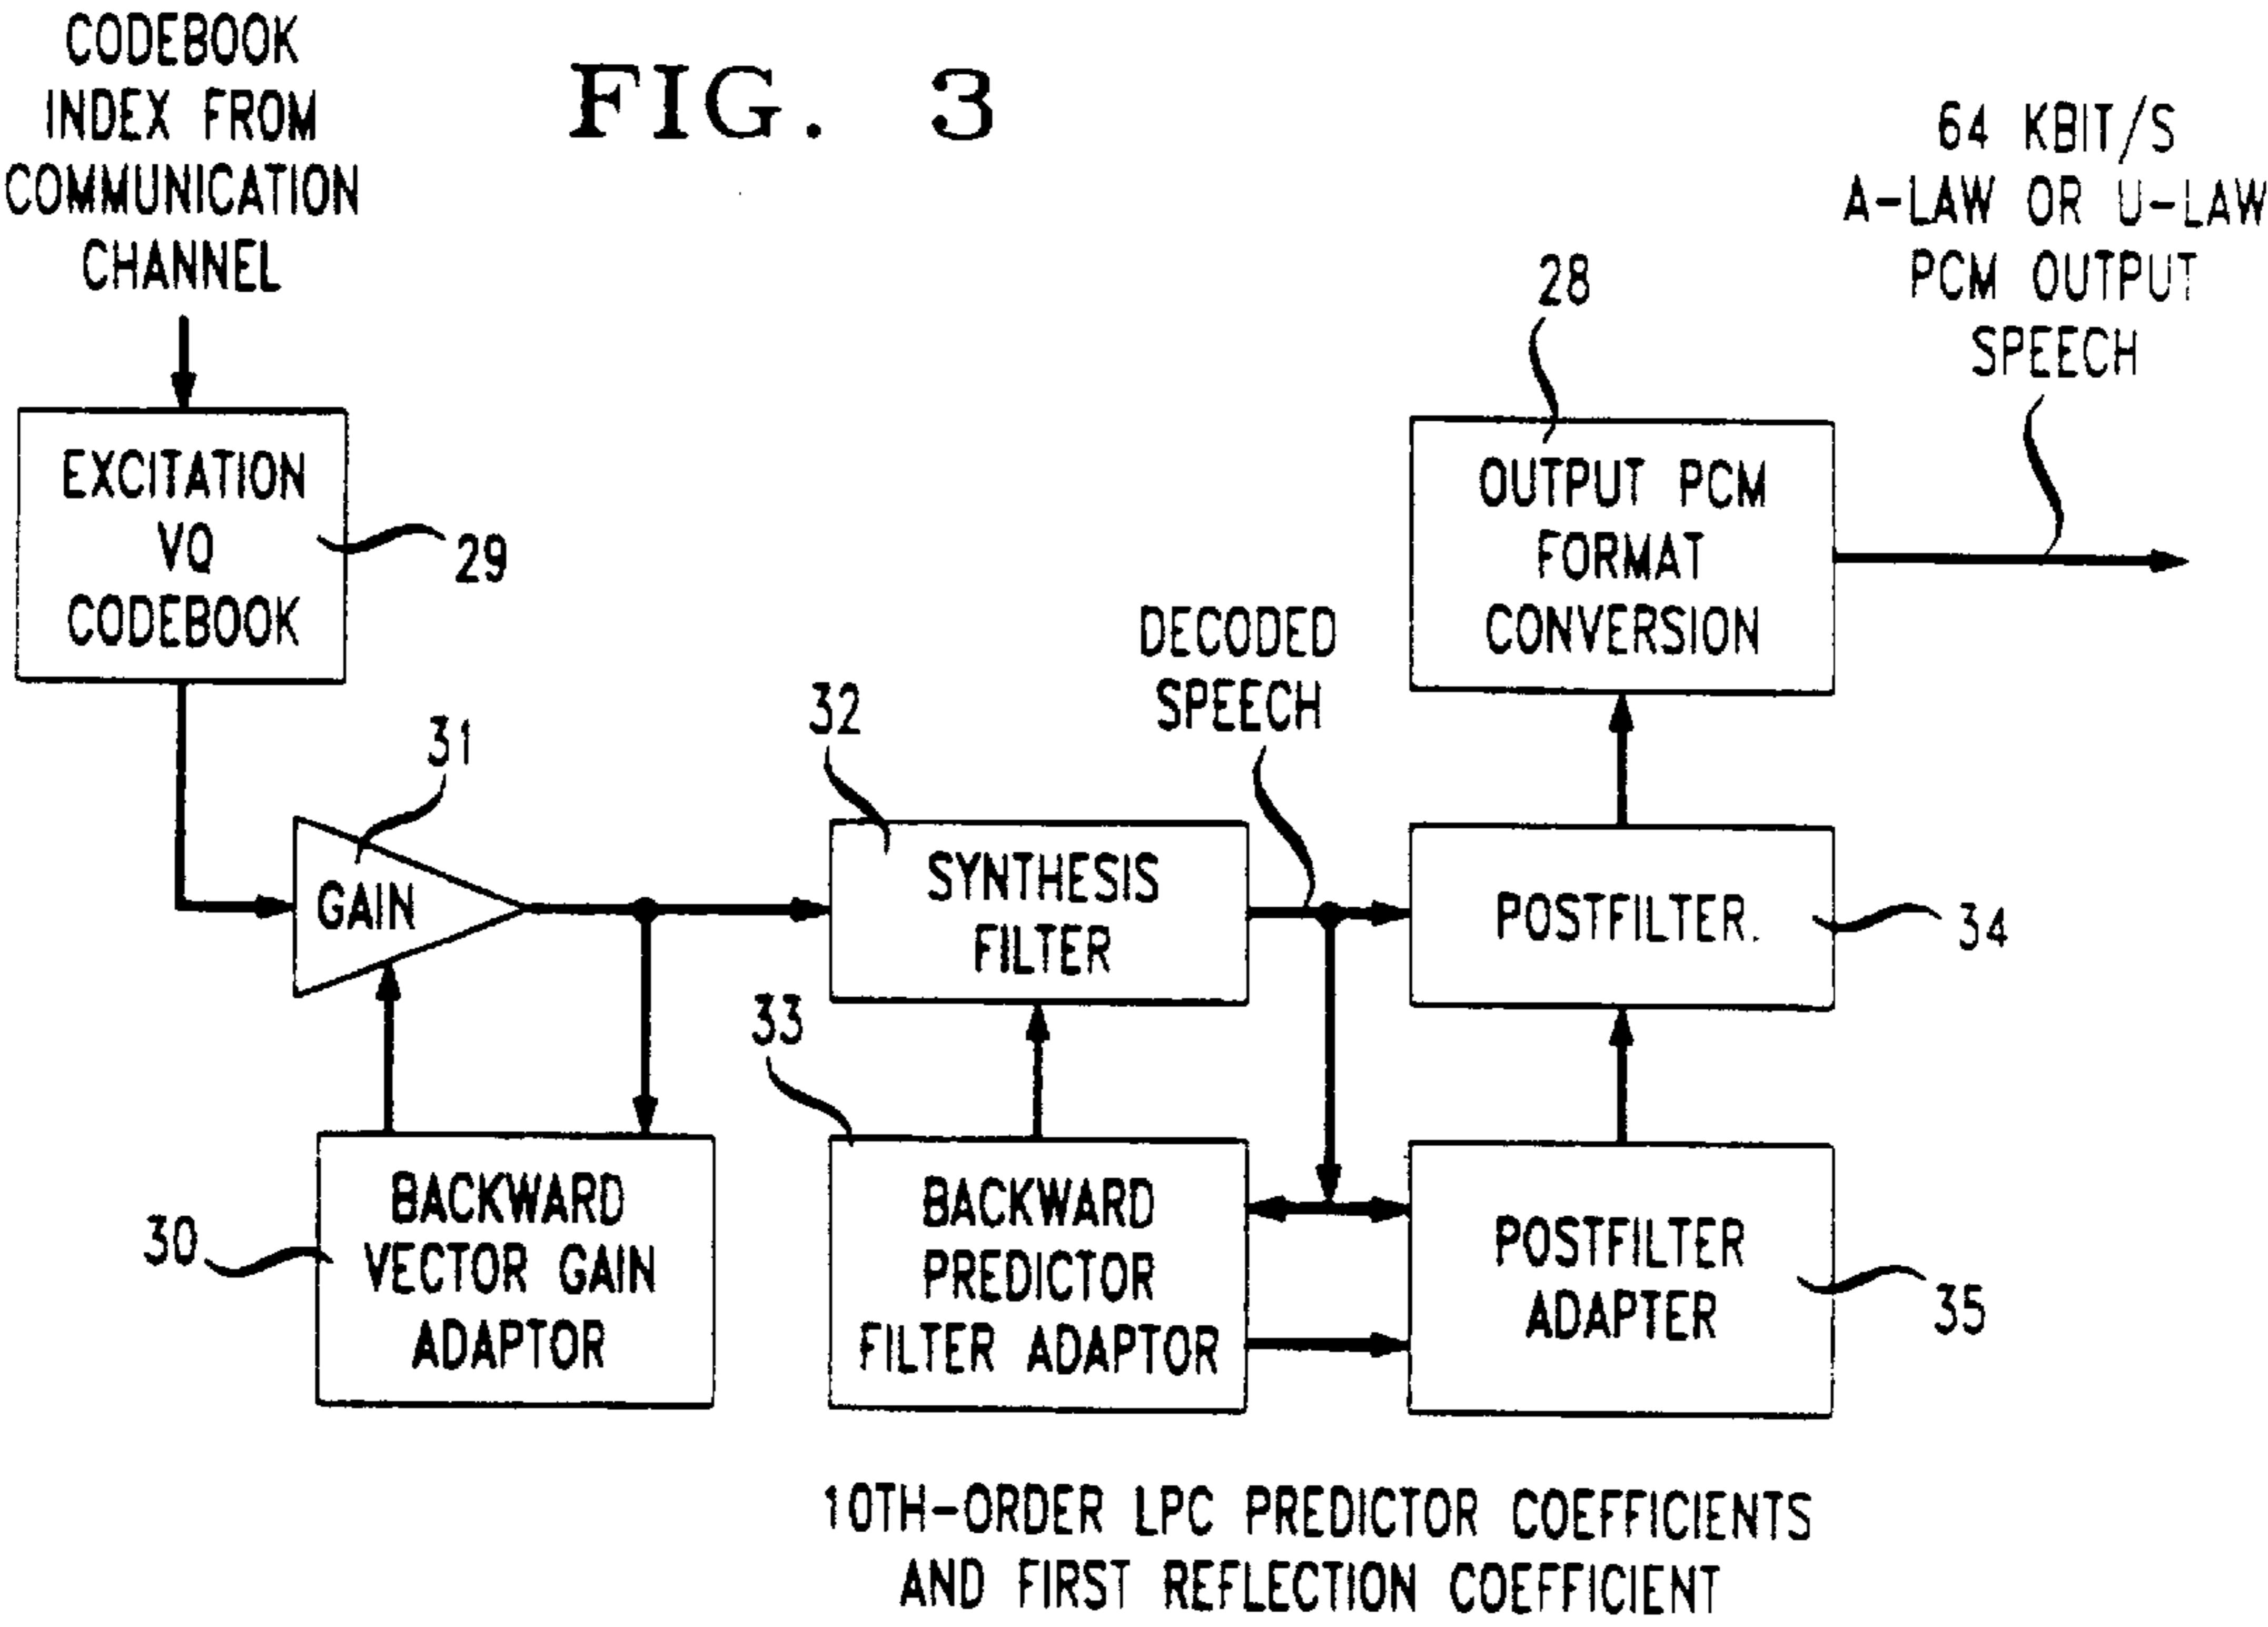 CODEBOOK
INDEX FROM
COMMUNICATION
CHANNEL
FIG. 3
64 KBIT/S
A-LAW OR U-LAW
PCM OUTPUT
SPEECH
28
EXCITATION
VQ
CODEBOOK
29
OUTPUT PCM
FORMAT
CONVERSION
DECODED
SPEECH
31
32
GAIN
SYNTHESIS
FILTER
POSTFILTER.
34
33
30
BACKWARD
VECTOR GAIN
ADAPTOR
BACKWARD
PREDICTOR
FILTER ADAPTOR
POSTFILTER
ADAPTER
35
10TH-ORDER LPC PREDICTOR COEFFICIENTS
AND FIRST REFLECTION COEFFICIENT